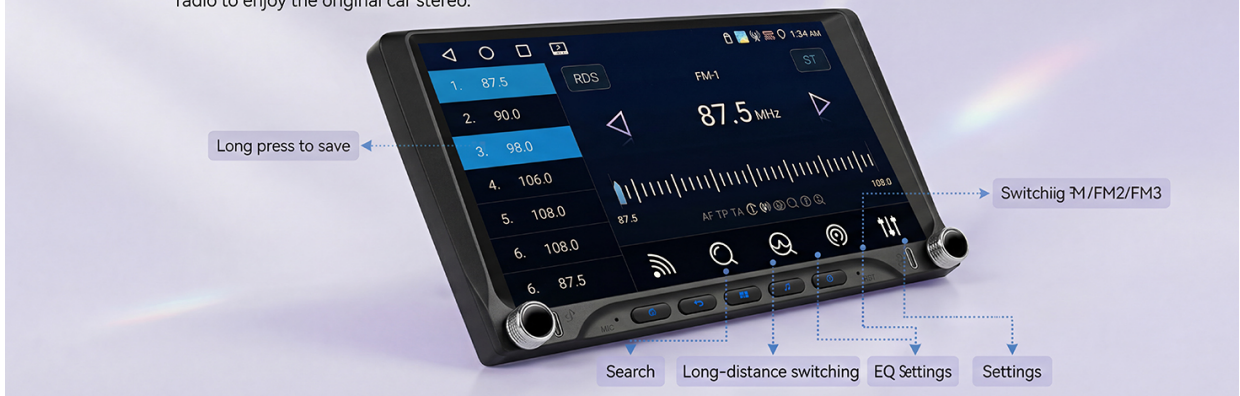 radio to enjoy the original car stereo.
1:34 AM
1. 87.5
RDS
FM-1
ST
2. 90.0
87.5 MHz
Long press to save
3. 98.0
4. 106.0
108.0
Switchiig FM/FM2/FM3
5. 108.0
87.5
AF TP TA
6. 108.0
6. 87.5
MIC
Search
Long-distance switching
EQ Settings
Settings